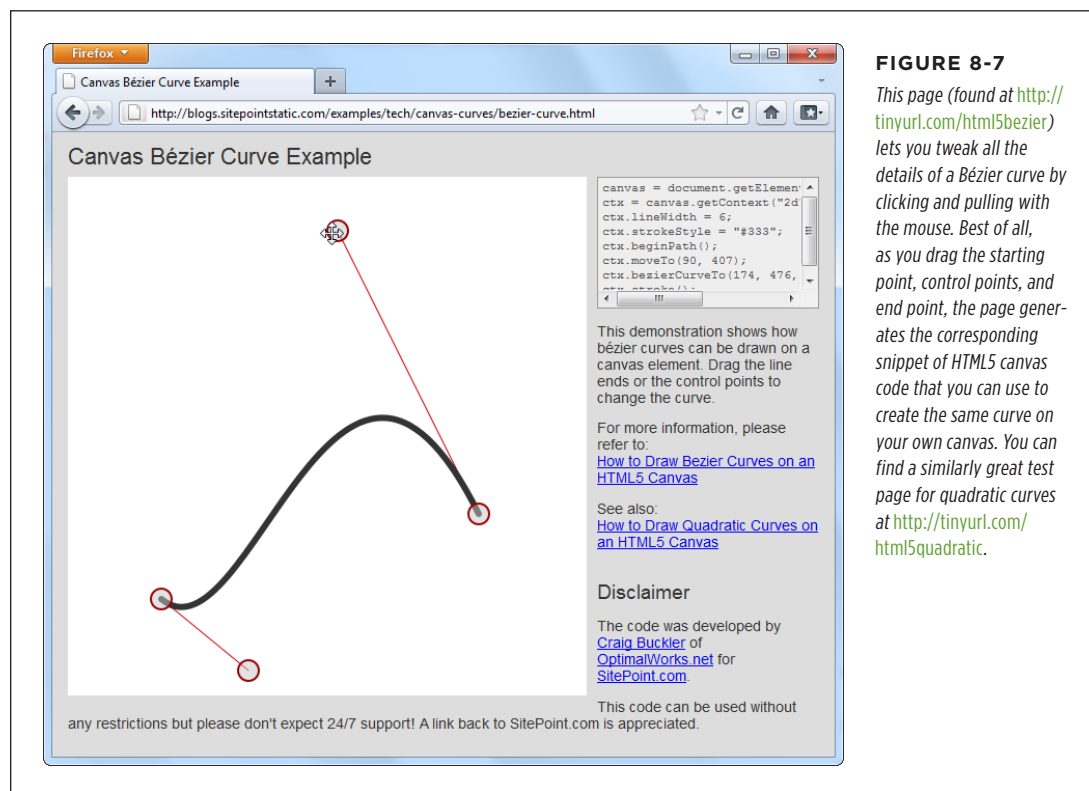 Firefox
Canvas Bézier Curve Example
http://blogs.sitepointstatic.com/examples/tech/canvas-curves/bezier-curve.html
Canvas Bézier Curve Example
canvas = document.getElemen
ctx = canvas.getContext("2d
ctx.lineWidth = 6;
ctx.strokeStyle = "#333";
ctx.beginPath();
ctx.moveTo(90, 407);
ctx.bezierCurveTo(174, 476,
ctx.stroke();
This demonstration shows how
bézier curves can be drawn on a
canvas element. Drag the line
ends or the control points to
change the curve.
For more information, please
refer to:
How to Draw Bezier Curves on an
HTML5 Canvas
See also:
How to Draw Quadratic Curves on
an HTML5 Canvas
Disclaimer
The code was developed by
Craig Buckler of
OptimalWorks.net for
SitePoint.com.
This code can be used without
any restrictions but please don't expect 24/7 support! A link back to SitePoint.com is appreciated.
FIGURE 8-7
This page (found at http://
tinyurl.com/html5bezier)
lets you tweak all the
details of a Bézier curve by
clicking and pulling with
the mouse. Best of all,
as you drag the starting
point, control points, and
end point, the page gener-
ates the corresponding
snippet of HTML5 canvas
code that you can use to
create the same curve on
your own canvas. You can
find a similarly great test
page for quadratic curves
at http://tinyurl.com/
html5quadratic.